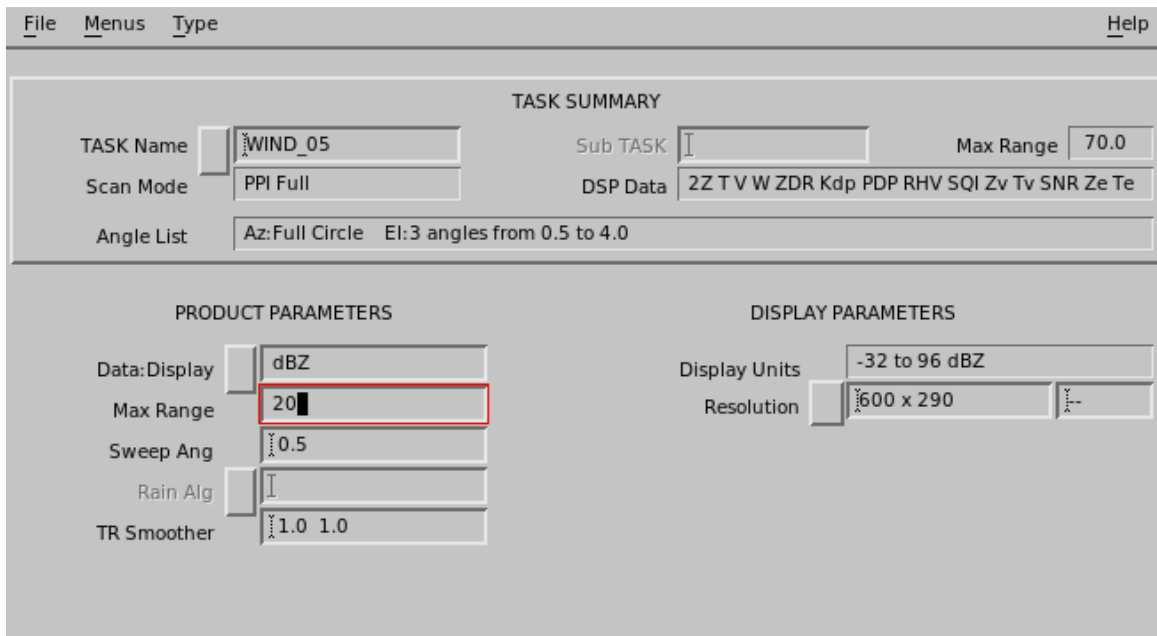 File Menus Type Help
TASK SUMMARY
TASK Name WIND_05 Sub TASK Max Range 70.0
Scan Mode PPI Full DSP Data 2Z T V W ZDR Kdp PDP RHV SQI Zv Tv SNR Ze Te
Angle List Az:Full Circle El:3 angles from 0.5 to 4.0
PRODUCT PARAMETERS DISPLAY PARAMETERS
Data:Display dBZ Display Units -32 to 96 dBZ
Max Range 20 Resolution 600 x 290 --
Sweep Ang 0.5
Rain Alg
TR Smoother 1.0 1.0